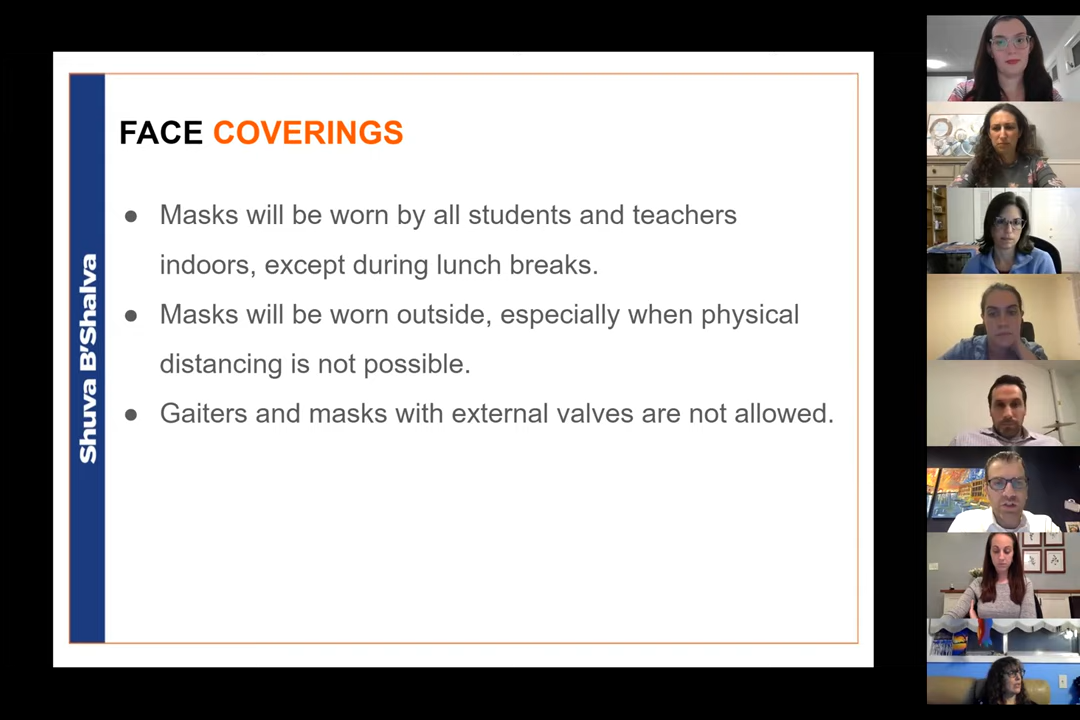 Shuva B'Shalva
FACE COVERINGS
● Masks will be worn by all students and teachers
indoors, except during lunch breaks.
● Masks will be worn outside, especially when physical
distancing is not possible.
● Gaiters and masks with external valves are not allowed.